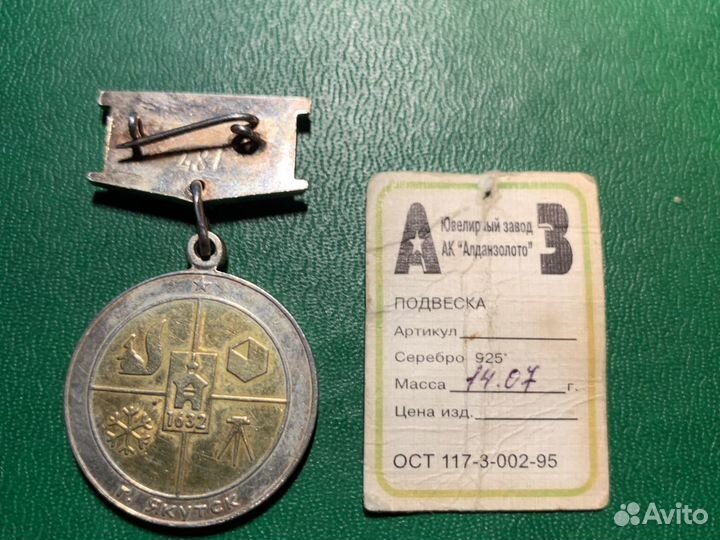 481
1632
г. ЯКУТСК
А З
Ювелирный завод
АК "Алданзолото"
ПОДВЕСКА
Артикул
Серебро 925°
Масса 14.07 г.
Цена изд.
ОСТ 117-3-002-95
Avito